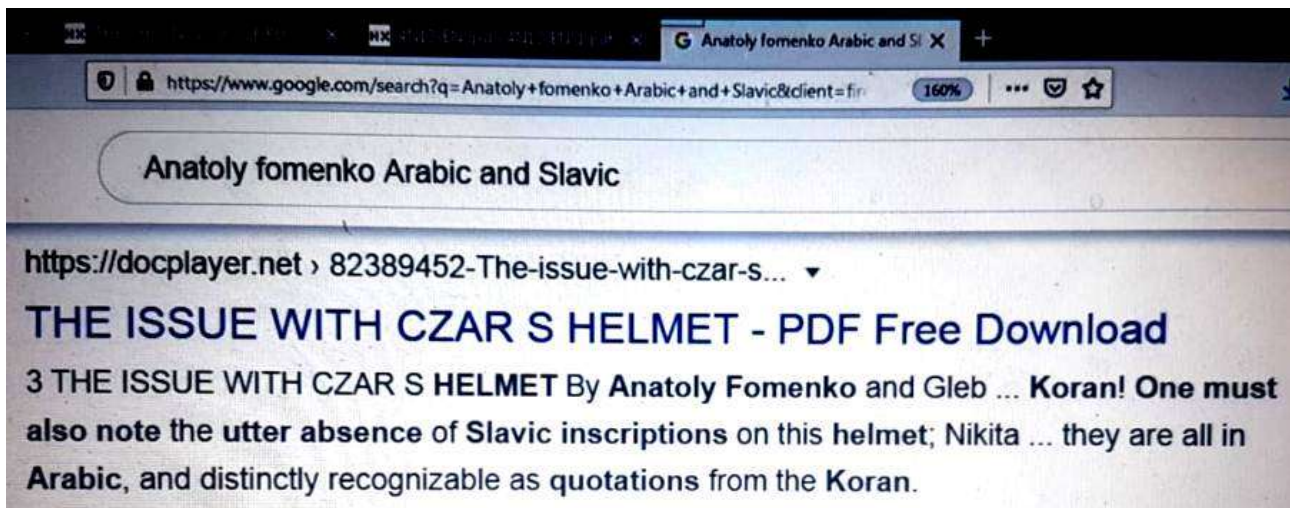 Anatoly fomenko Arabic and Sl
https://www.google.com/search?q=Anatoly+fomenko+Arabic+and+Slavic&client=fir
160%
Anatoly fomenko Arabic and Slavic
https://docplayer.net › 82389452-The-issue-with-czar-s...
THE ISSUE WITH CZAR S HELMET - PDF Free Download
3 THE ISSUE WITH CZAR S HELMET By Anatoly Fomenko and Gleb ... Koran! One must
also note the utter absence of Slavic inscriptions on this helmet; Nikita ... they are all in
Arabic, and distinctly recognizable as quotations from the Koran.